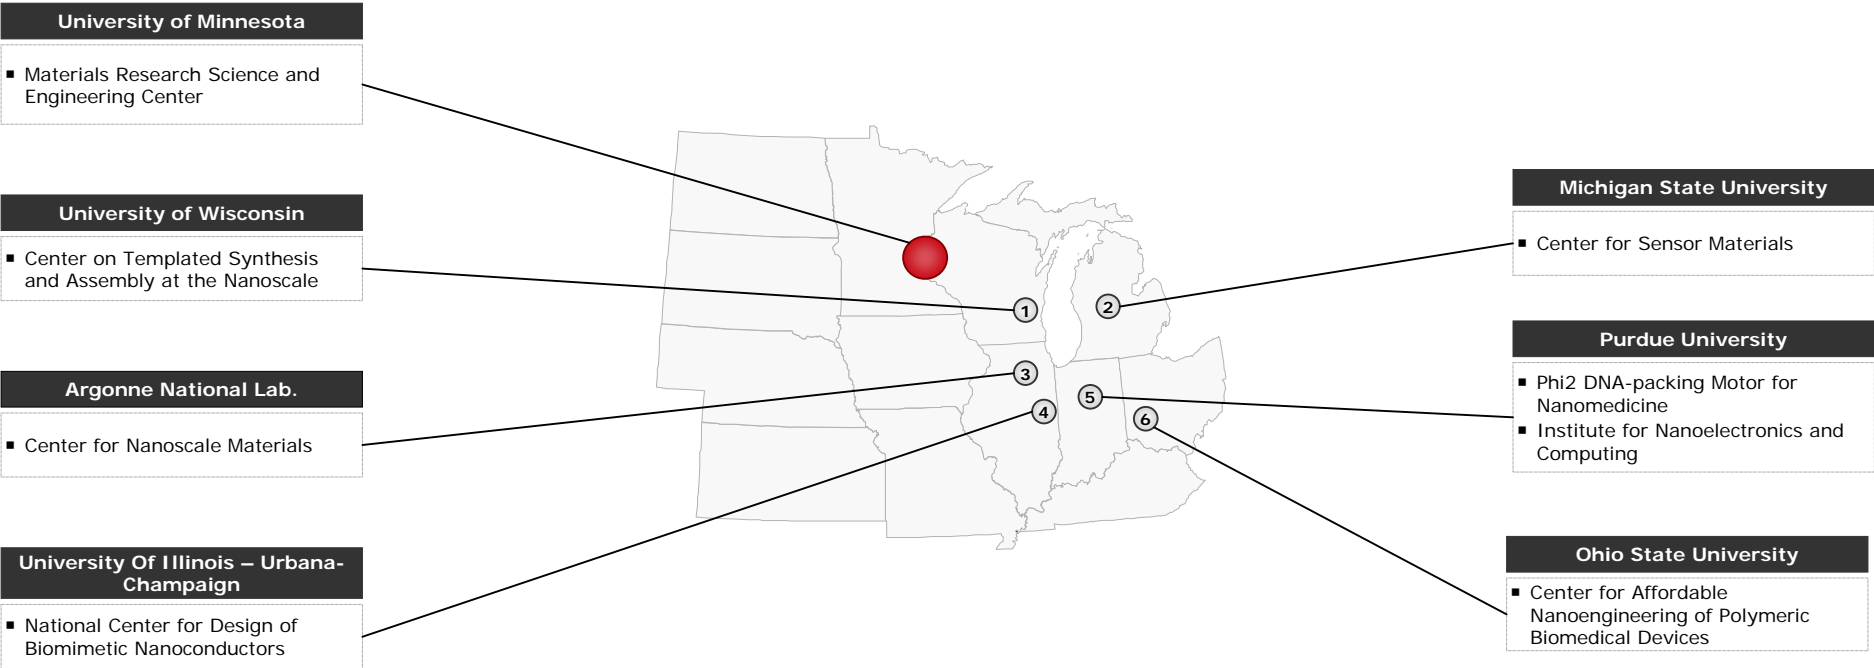 University of Minnesota
▪ Materials Research Science and
Engineering Center
University of Wisconsin
▪ Center on Templated Synthesis
and Assembly at the Nanoscale
Argonne National Lab.
▪ Center for Nanoscale Materials
University Of Illinois – Urbana-
Champaign
▪ National Center for Design of
Biomimetic Nanoconductors
1
2
3
4
5
6
Michigan State University
▪ Center for Sensor Materials
Purdue University
▪ Phi2 DNA-packing Motor for
Nanomedicine
▪ Institute for Nanoelectronics and
Computing
Ohio State University
▪ Center for Affordable
Nanoengineering of Polymeric
Biomedical Devices